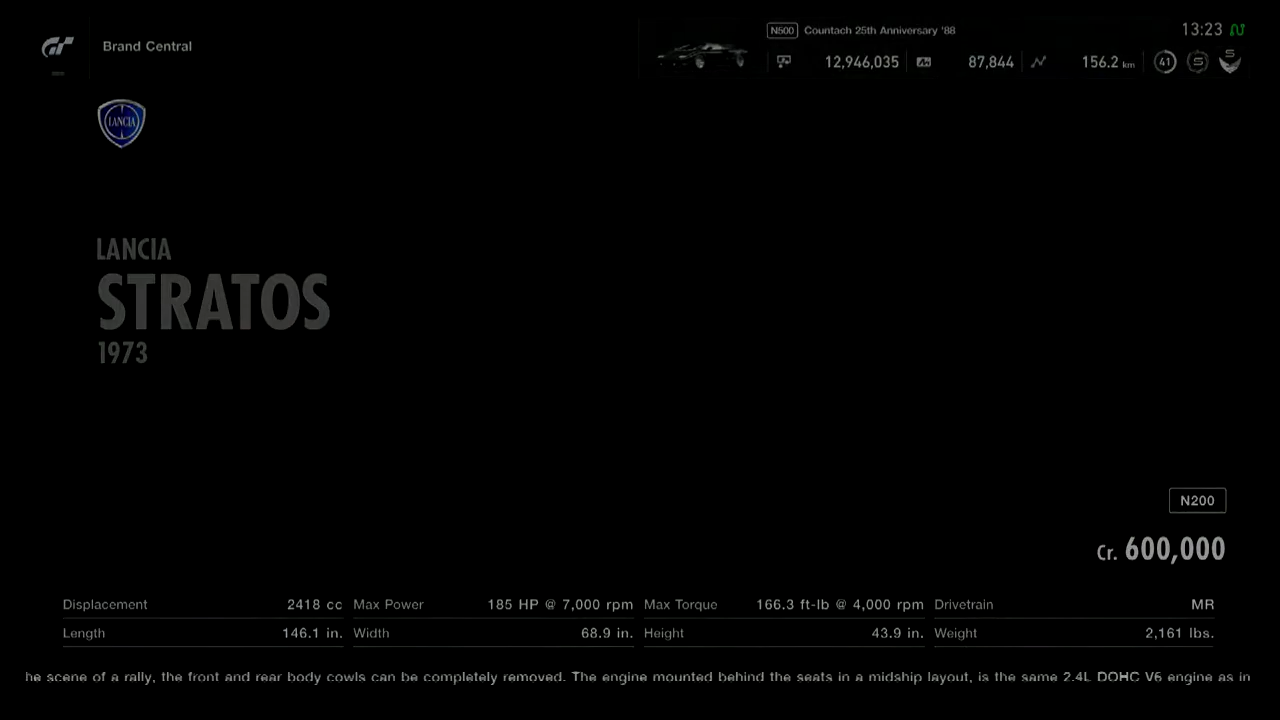 Brand Central
N500 Countach 25th Anniversary '88
13:23
12,946,035 87,844 156.2 km 41 S S
LANCIA
LANCIA
STRATOS
1973
N200
Cr. 600,000
Displacement 2418 cc Max Power 185 HP @ 7,000 rpm Max Torque 166.3 ft-lb @ 4,000 rpm Drivetrain MR
Length 146.1 in. Width 68.9 in. Height 43.9 in. Weight 2,161 lbs.
he scene of a rally, the front and rear body cowls can be completely removed. The engine mounted behind the seats in a midship layout, is the same 2.4L DOHC V6 engine as in